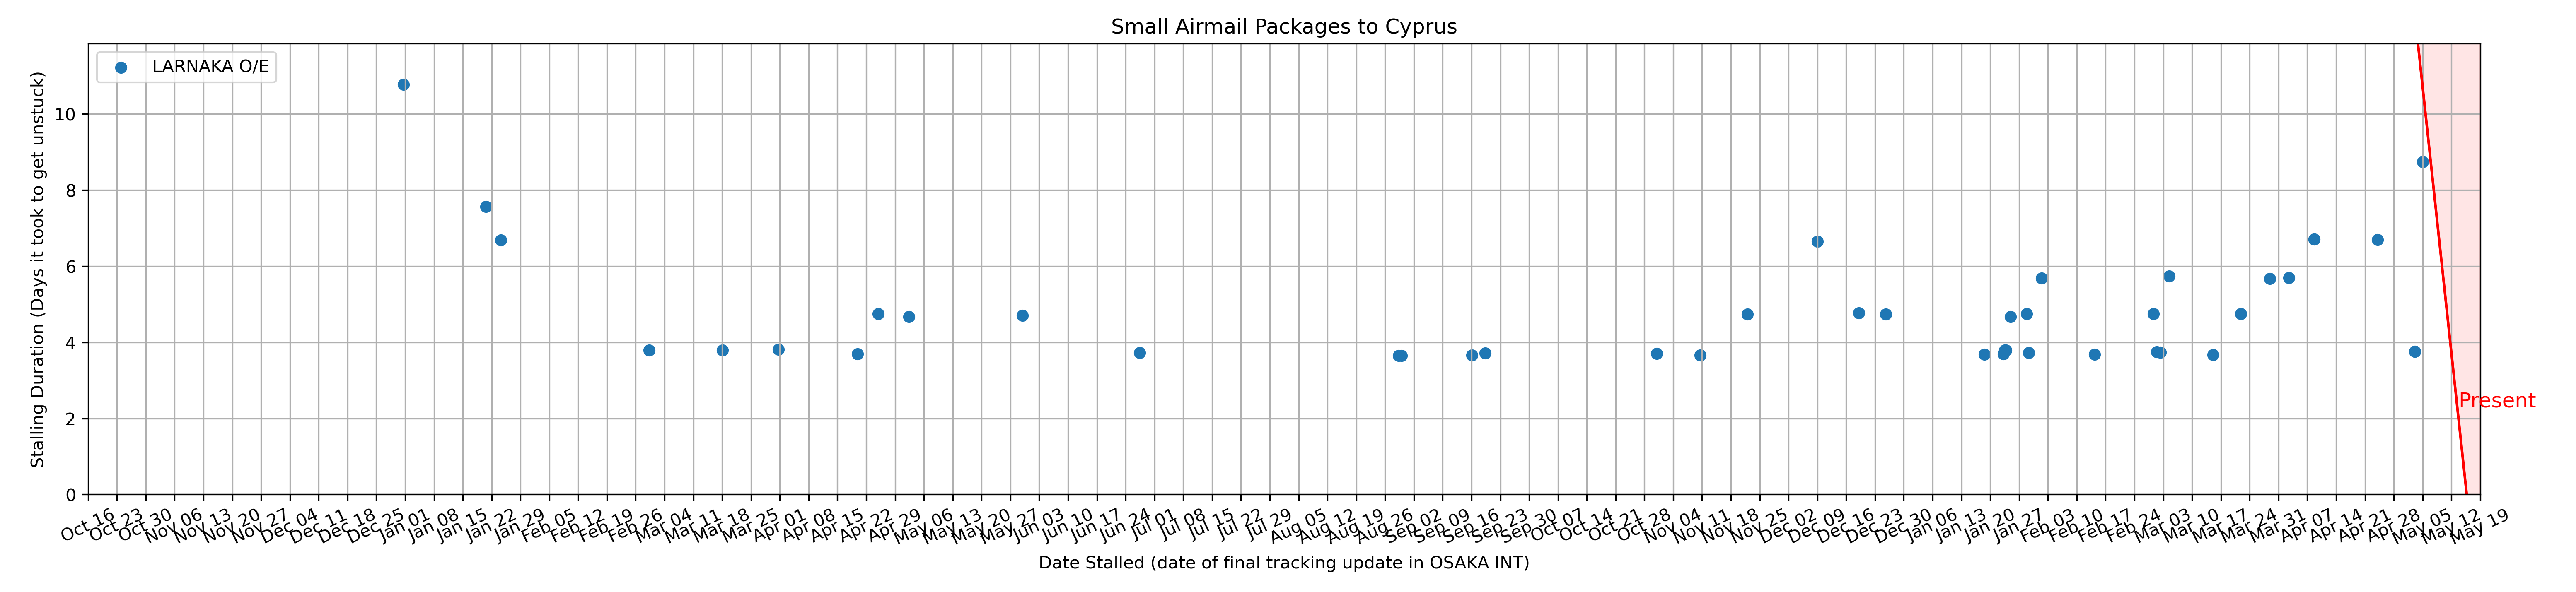 Small Airmail Packages to Cyprus
LARNAKA O/E
Stalling Duration (Days it took to get unstuck)
10
8
6
4
2
0
Present
Oct 16
Oct 23
Oct 30
Nov 06
Nov 13
Nov 20
Nov 27
Dec 04
Dec 11
Dec 18
Dec 25
Jan 01
Jan 08
Jan 15
Jan 22
Jan 29
Feb 05
Feb 12
Feb 19
Feb 26
Mar 04
Mar 11
Mar 18
Mar 25
Apr 01
Apr 08
Apr 15
Apr 22
Apr 29
May 06
May 13
May 20
May 27
Jun 03
Jun 10
Jun 17
Jun 24
Jul 01
Jul 08
Jul 15
Jul 22
Jul 29
Aug 05
Aug 12
Aug 19
Aug 26
Sep 02
Sep 09
Sep 16
Sep 23
Sep 30
Oct 07
Oct 14
Oct 21
Oct 28
Nov 04
Nov 11
Nov 18
Nov 25
Dec 02
Dec 09
Dec 16
Dec 23
Dec 30
Jan 06
Jan 13
Jan 20
Jan 27
Feb 03
Feb 10
Feb 17
Feb 24
Mar 03
Mar 10
Mar 17
Mar 24
Mar 31
Apr 07
Apr 14
Apr 21
Apr 28
May 05
May 12
May 19
Date Stalled (date of final tracking update in OSAKA INT)